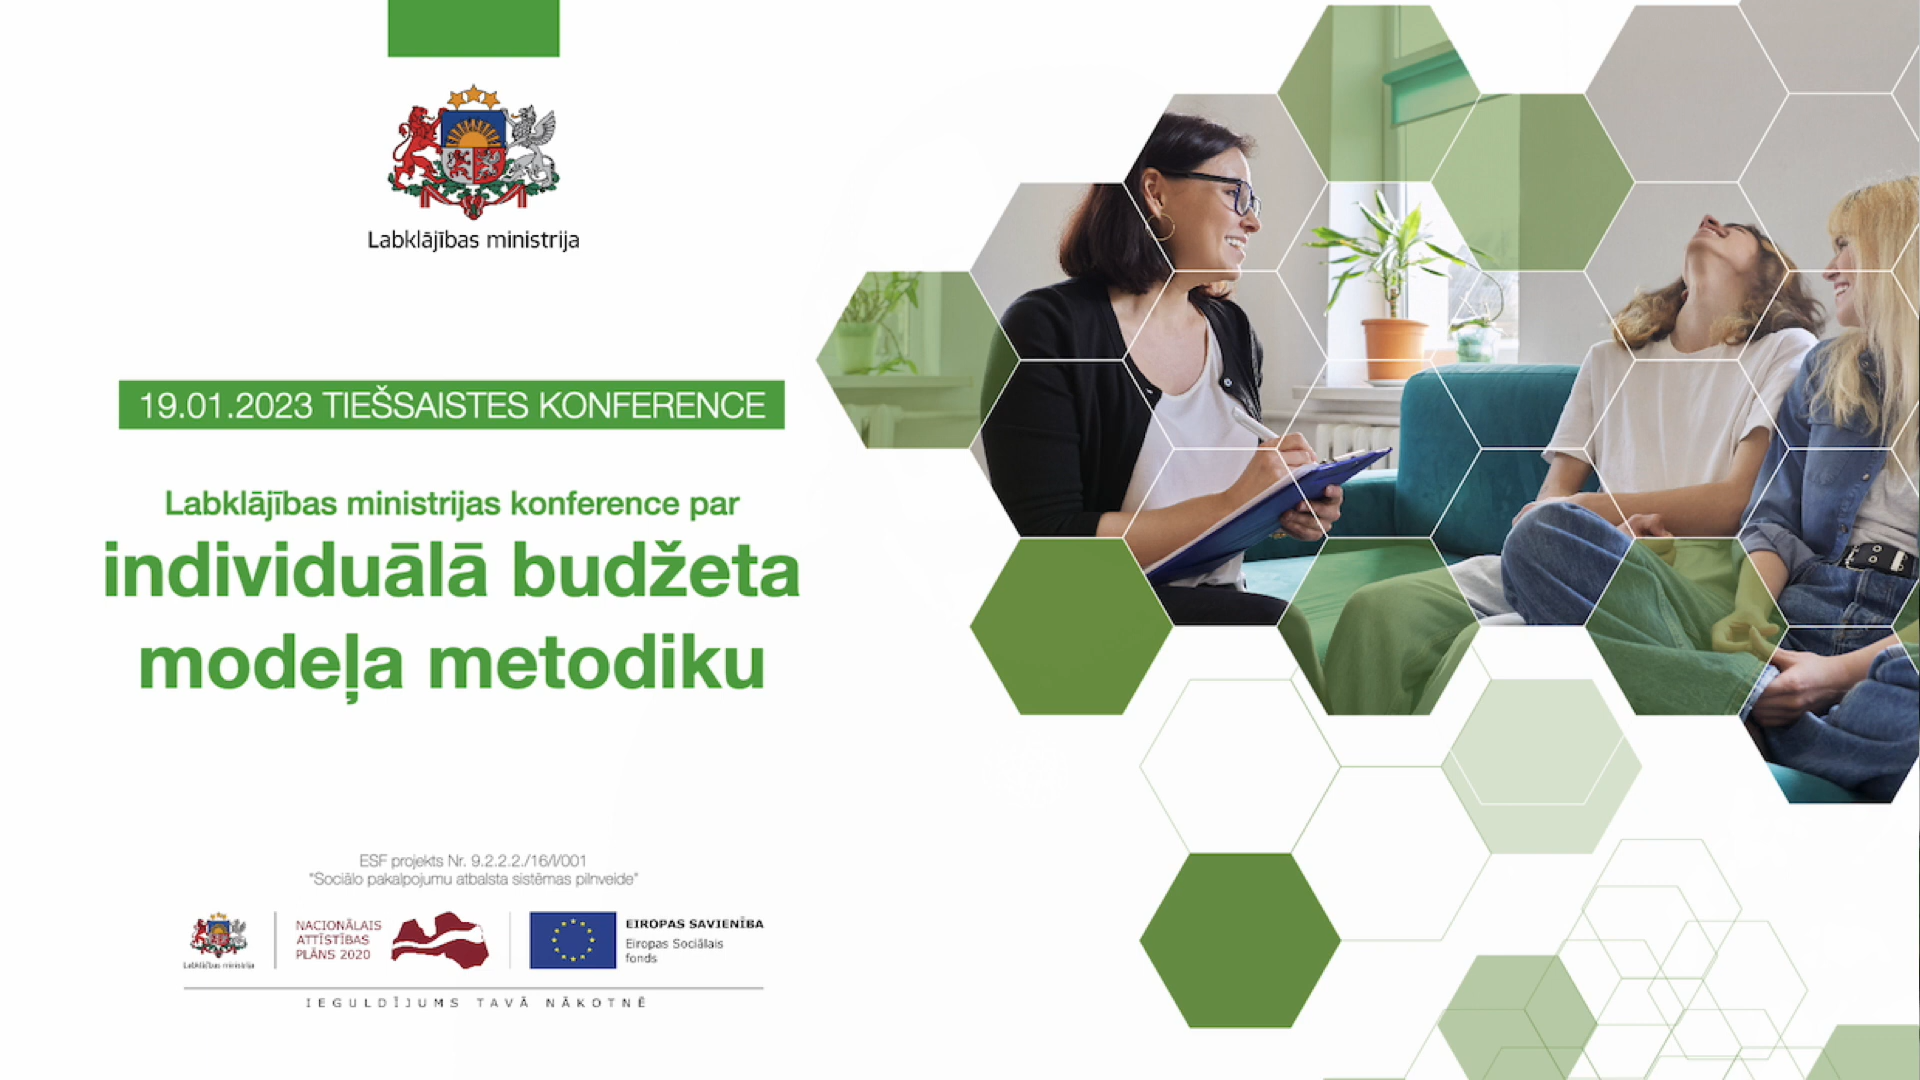 Labklājības ministrija
19.01.2023 TIEŠSAISTES KONFERENCE
Labklājības ministrijas konference par
individuālā budžeta
modeļa metodiku
ESF projekts Nr. 9.2.2.2./16/I/001
"Sociālo pakalpojumu atbalsta sistēmas pilnveide"
Labklājības ministrija
NACIONĀLAIS
ATTĪSTĪBAS
PLĀNS 2020
EIROPAS SAVIENĪBA
Eiropas Sociālais
fonds
IEGULDĪJUMS TAVĀ NĀKOTNĒ